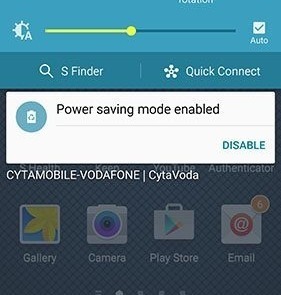 rotation
A
Auto
S Finder
Quick Connect
Power saving mode enabled
DISABLE
S Health
Keep
YouTube
Authenticator
CYTAMOBILE-VODAFONE | CytaVoda
6
Gallery
Camera
Play Store
Email